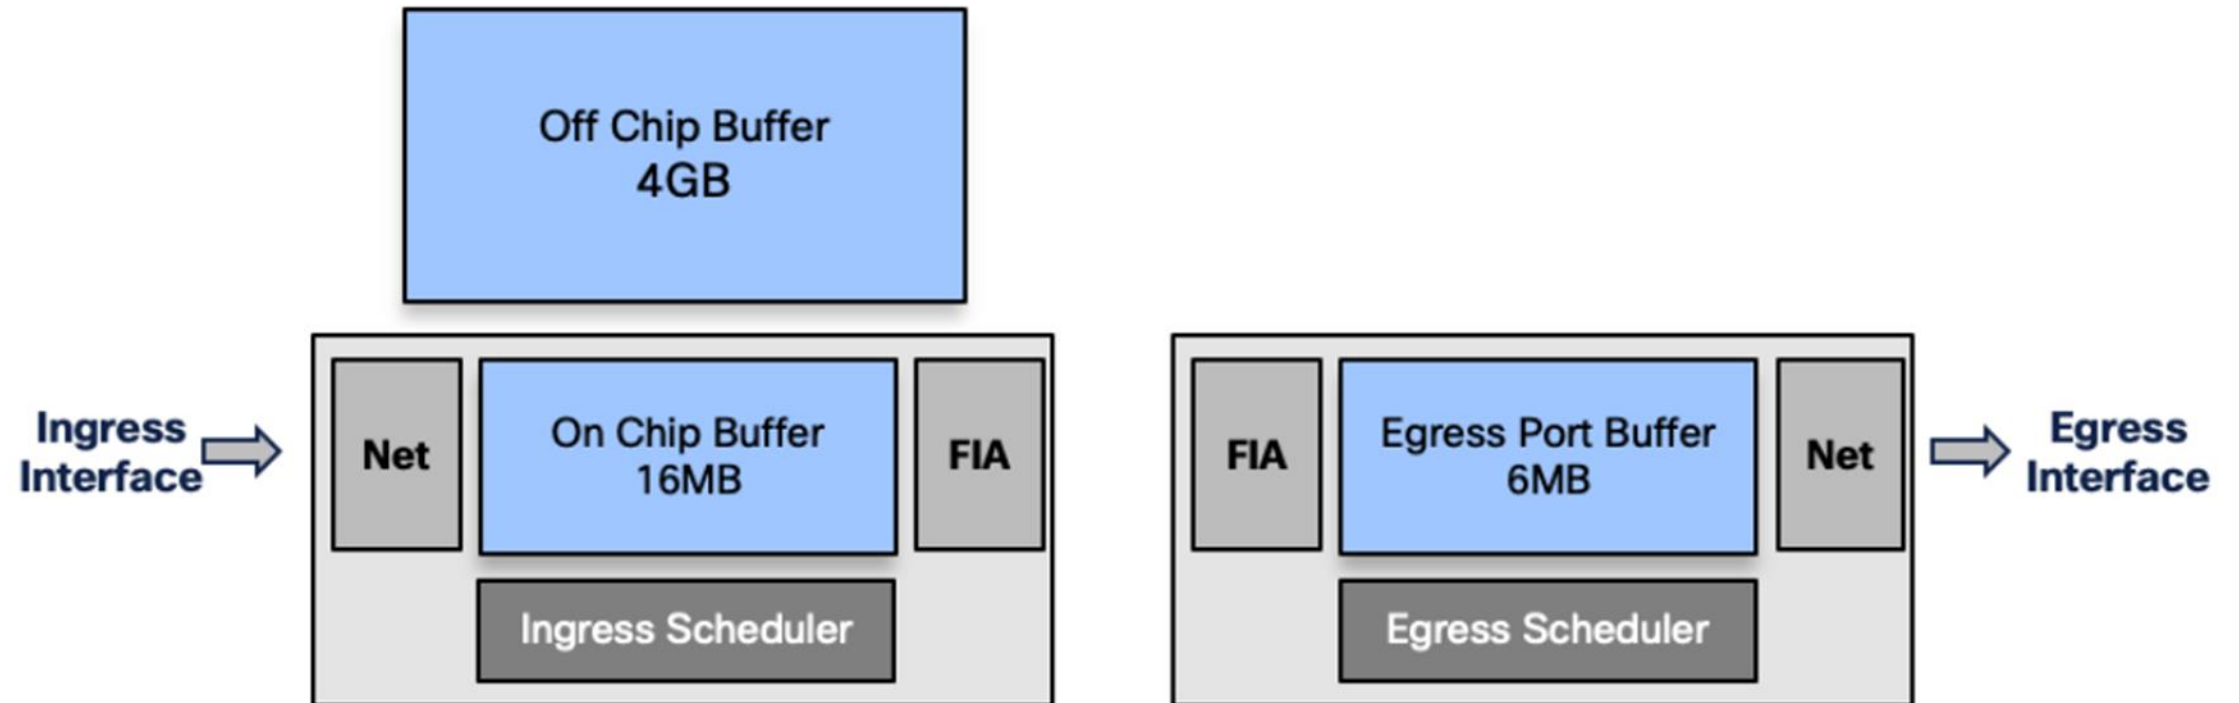 Off Chip Buffer
4GB
Ingress
Interface
Net
On Chip Buffer
16MB
FIA
Ingress Scheduler
FIA
Egress Port Buffer
6MB
Net
Egress Scheduler
Egress
Interface